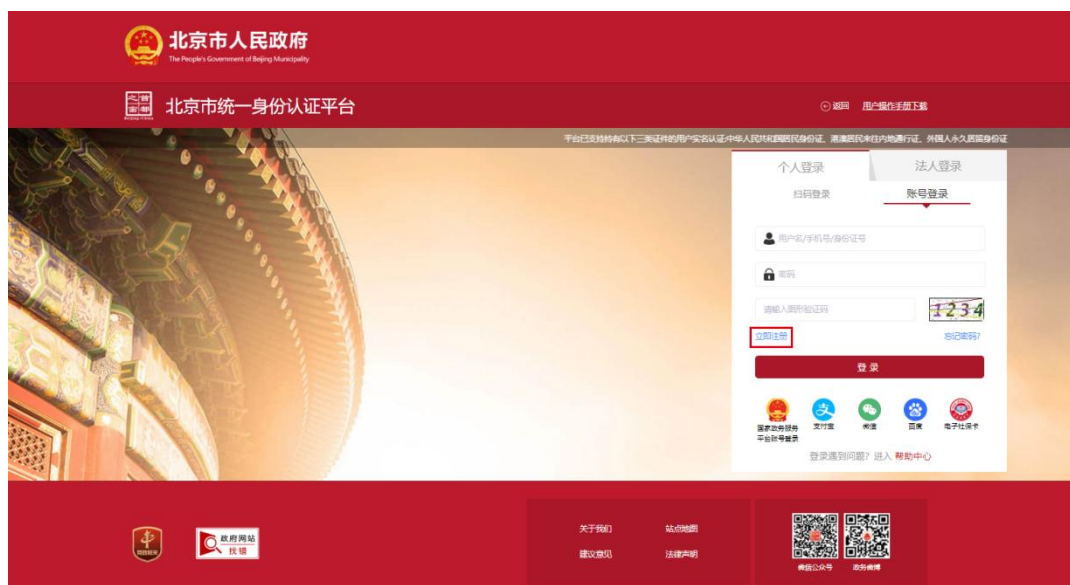 北京市人民政府
The People's Government of Beijing Municipality
首都之窗
北京市统一身份认证平台
返回 用户操作手册下载
平台已支持持有以下三类证件的用户实名认证:中华人民共和国居民身份证、港澳居民来往内地通行证、外国人永久居留身份证
个人登录 法人登录
扫码登录 账号登录
用户名/手机号/身份证号
密码
请输入图形验证码 1234
立即注册 忘记密码?
登 录
国家政务服务平台账号登录 支付宝 微信 百度 电子社保卡
登录遇到问题? 进入 帮助中心
关于我们 站点地图
建议意见 法律声明
政府网站
找错
微信公众号 政务微博